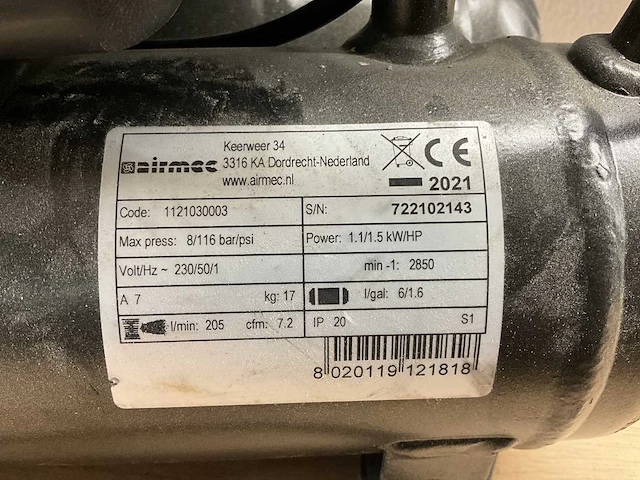 Keerweer 34
airmec 3316 KA Dordrecht-Nederland
www.airmec.nl
CE
2021
Code: 1121030003 S/N: 722102143
Max press: 8/116 bar/psi Power: 1.1/1.5 kW/HP
Volt/Hz ~ 230/50/1 min -1: 2850
A 7 kg: 17 l/gal: 6/1.6
l/min: 205 cfm: 7.2 IP 20 S1
8 020119 121818